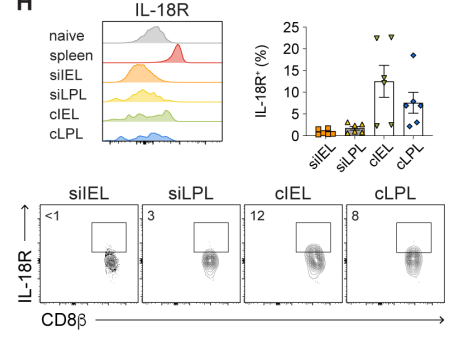 H
IL-18R
naive
spleen
siIEL
siLPL
cIEL
cLPL
IL-18R⁺ (%)
25
20
15
10
5
0
siIEL
siLPL
cIEL
cLPL
siIEL
siLPL
cIEL
cLPL
<1
3
12
8
IL-18R
CD8β